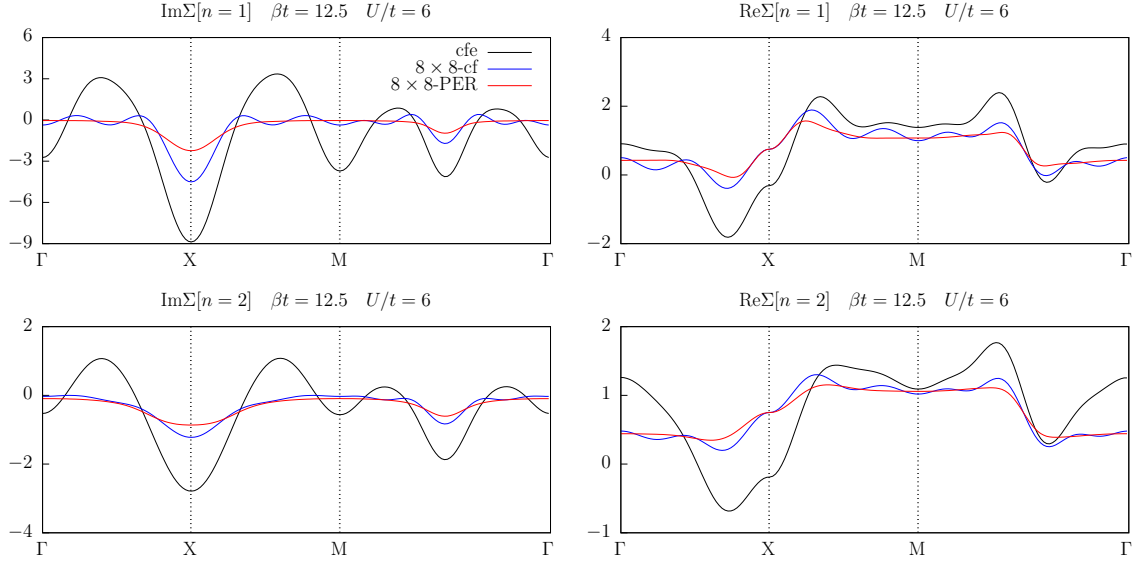 ImΣ[n = 1] βt = 12.5 U/t = 6
6
3
0
−3
−6
−9
cfe
8 × 8-cf
8 × 8-PER
Γ X M Γ
ReΣ[n = 1] βt = 12.5 U/t = 6
4
2
0
−2
Γ X M Γ
ImΣ[n = 2] βt = 12.5 U/t = 6
2
0
−2
−4
Γ X M Γ
ReΣ[n = 2] βt = 12.5 U/t = 6
2
1
0
−1
Γ X M Γ